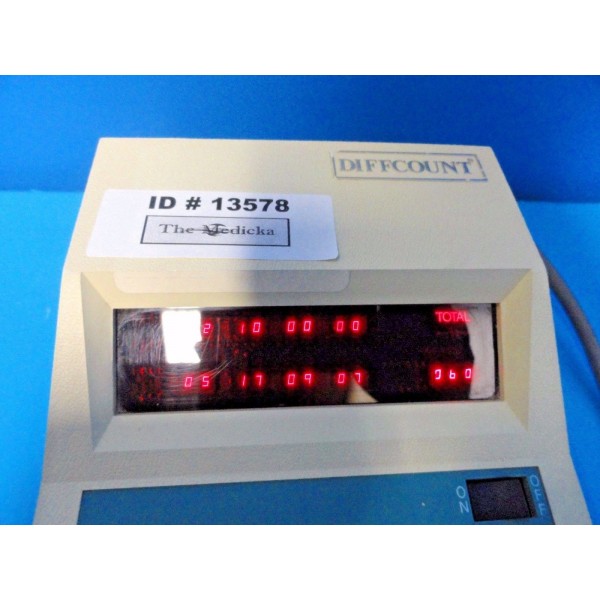 DIFFCOUNT
ID # 13578
The Medicka
2 10 00 00
TOTAL
05 17 09 07
060
ON
OFF